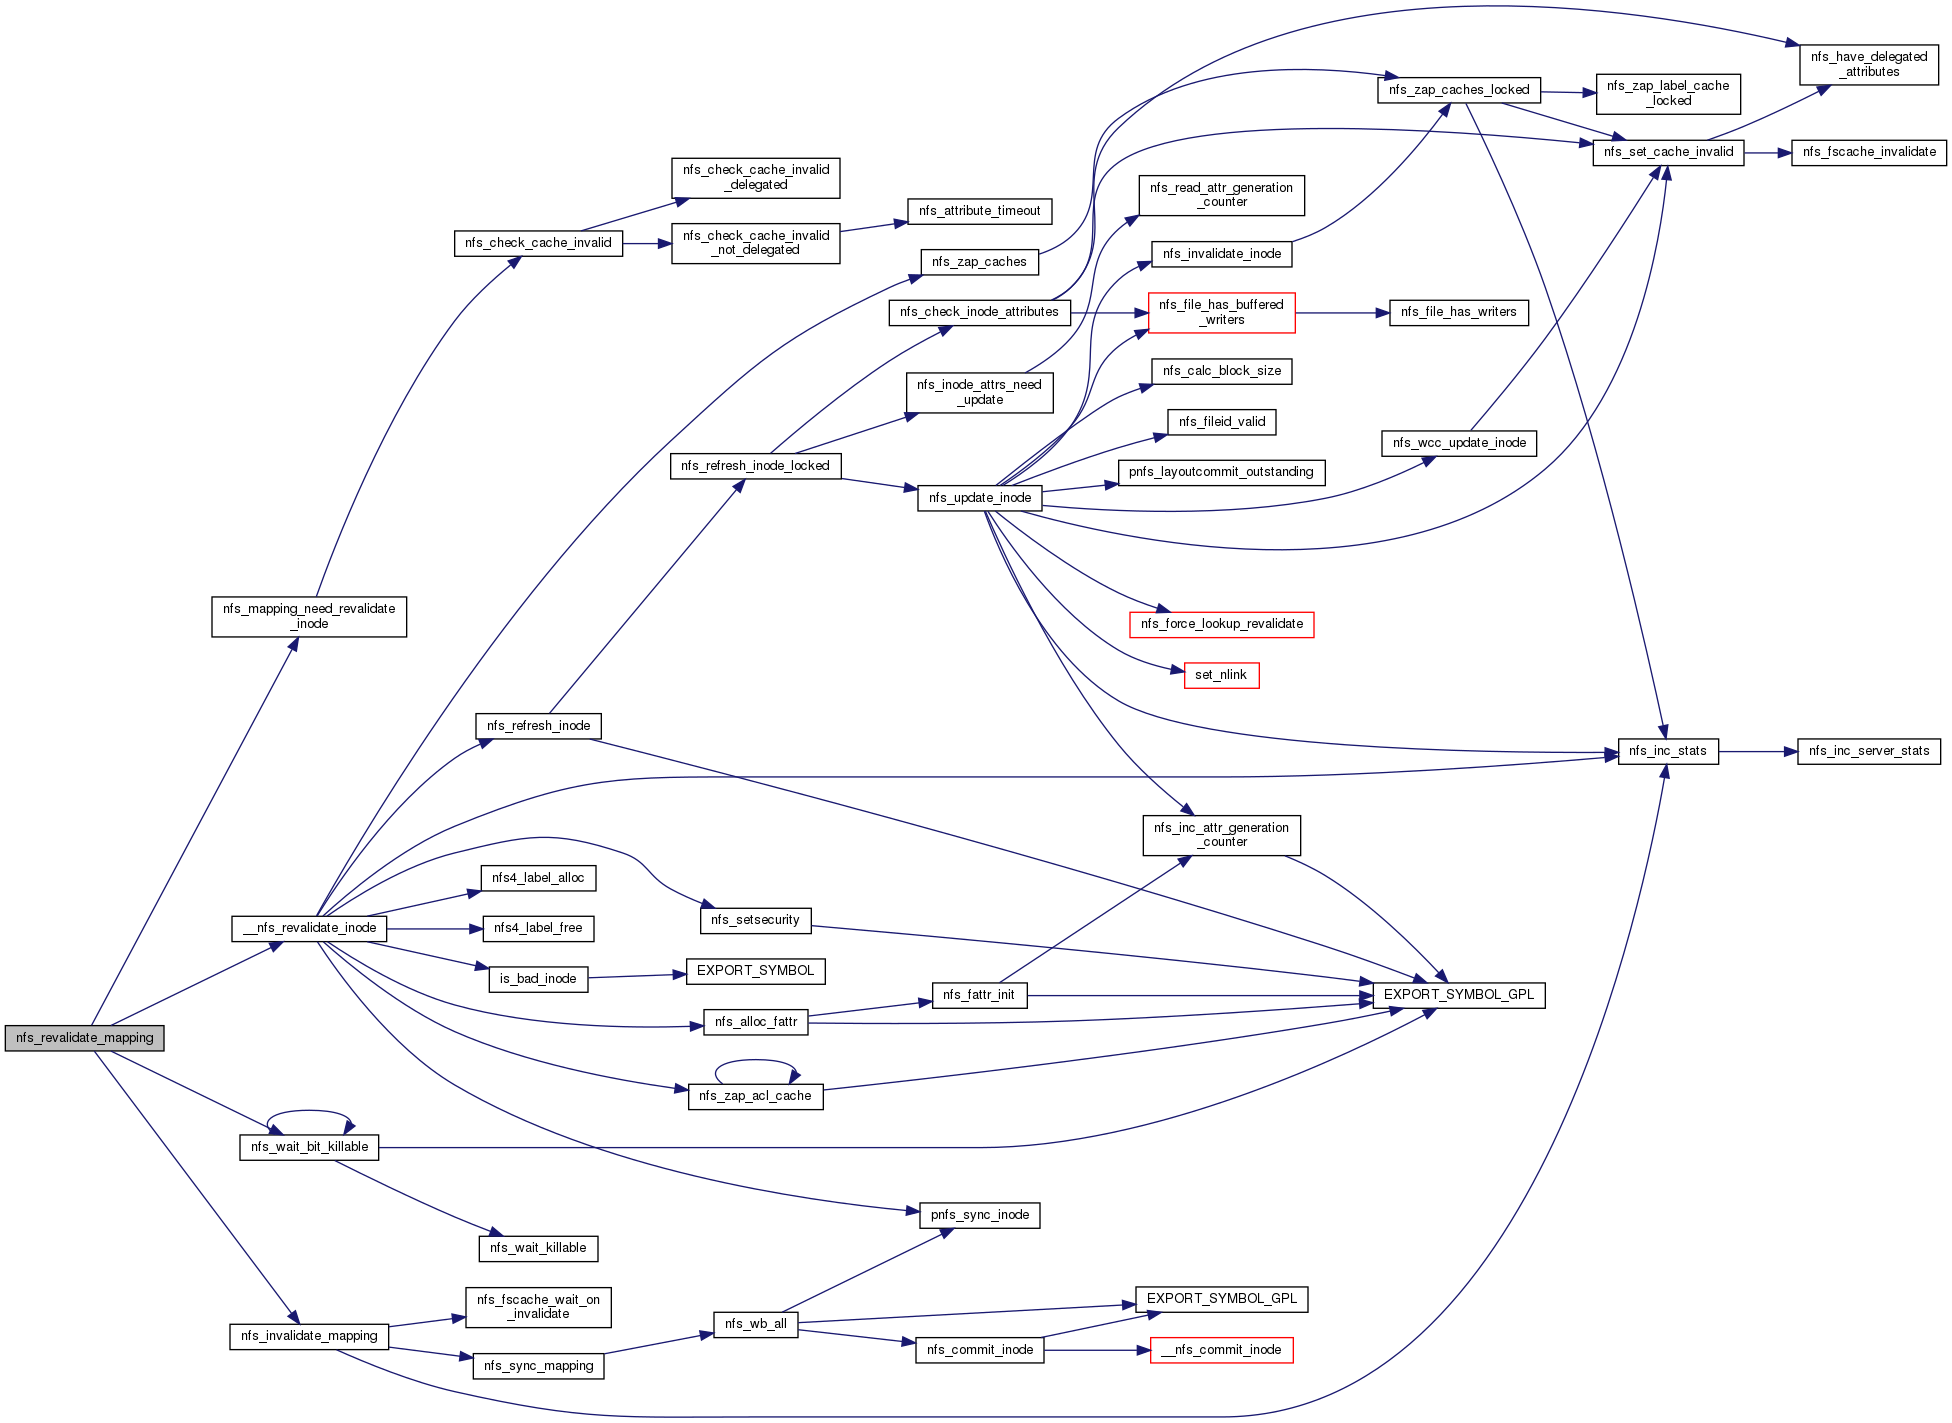 nfs_have_delegated
_attributes
nfs_zap_caches_locked
nfs_zap_label_cache
_locked
nfs_set_cache_invalid
nfs_fscache_invalidate
nfs_check_cache_invalid
_delegated
nfs_read_attr_generation
_counter
nfs_attribute_timeout
nfs_check_cache_invalid
nfs_check_cache_invalid
_not_delegated
nfs_zap_caches
nfs_invalidate_inode
nfs_check_inode_attributes
nfs_file_has_buffered
_writers
nfs_file_has_writers
nfs_calc_block_size
nfs_inode_attrs_need
_update
nfs_fileid_valid
nfs_wcc_update_inode
nfs_refresh_inode_locked
pnfs_layoutcommit_outstanding
nfs_update_inode
nfs_mapping_need_revalidate
_inode
nfs_force_lookup_revalidate
set_nlink
nfs_refresh_inode
nfs_inc_stats
nfs_inc_server_stats
nfs_inc_attr_generation
_counter
nfs4_label_alloc
nfs_setsecurity
__nfs_revalidate_inode
nfs4_label_free
EXPORT_SYMBOL
is_bad_inode
nfs_fattr_init
EXPORT_SYMBOL_GPL
nfs_alloc_fattr
nfs_revalidate_mapping
nfs_zap_acl_cache
nfs_wait_bit_killable
pnfs_sync_inode
nfs_wait_killable
nfs_fscache_wait_on
_invalidate
EXPORT_SYMBOL_GPL
nfs_wb_all
nfs_invalidate_mapping
nfs_commit_inode
__nfs_commit_inode
nfs_sync_mapping